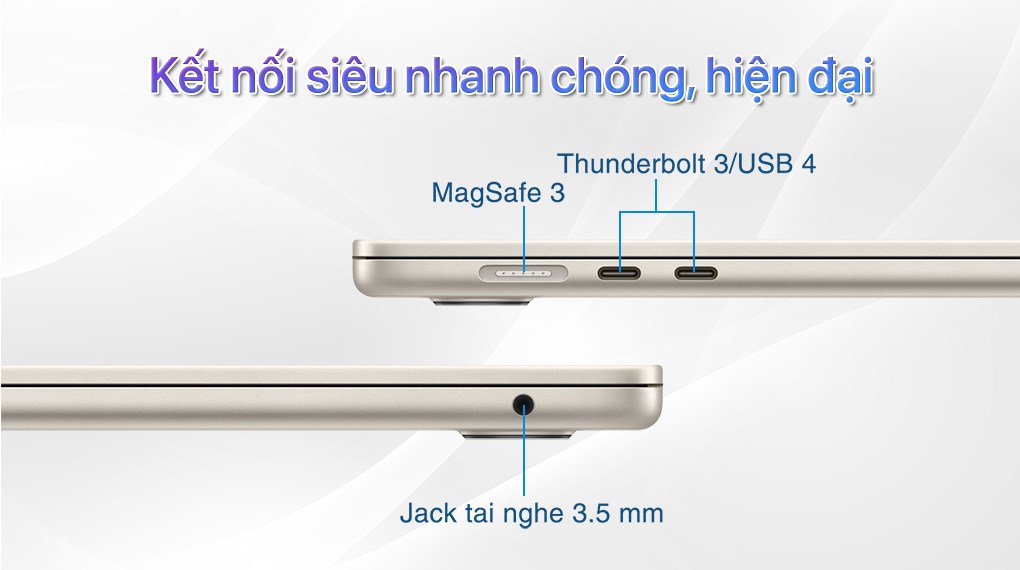 Kết nối siêu nhanh chóng, hiện đại
Thunderbolt 3/USB 4
MagSafe 3
Jack tai nghe 3.5 mm